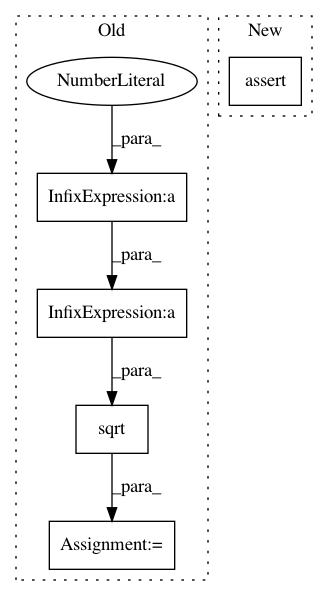 Old
New
NumberLiteral
assert
_para_
InfixExpression:a
_para_
InfixExpression:a
_para_
sqrt
_para_
Assignment:=